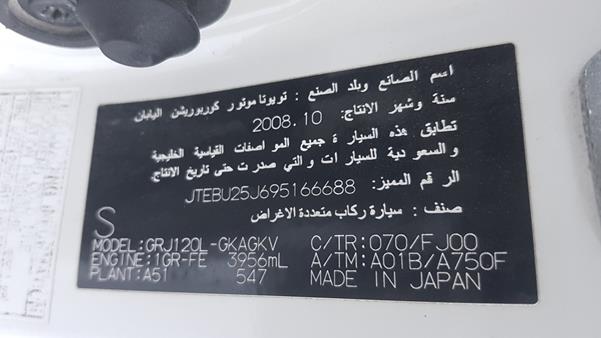 اسم الصانع وبلد الصنع : تويوتا موتور كوربوريشن اليابان
سنة وشهر الانتاج: 2008.10
تطابق هذه السيارة جميع المواصفات القياسية الخليجية
والسعودية للسيارات والتي صدرت حتى تاريخ الانتاج.
الرقم المميز: JTEBU25J695166688
صنف : سيارة ركاب متعددة الاغراض
S
MODEL: GRJ120L-GKAGKV C/TR: 070/FJ00
ENGINE: 1GR-FE 3956mL A/TM: A01B/A750F
PLANT: A51 547 MADE IN JAPAN